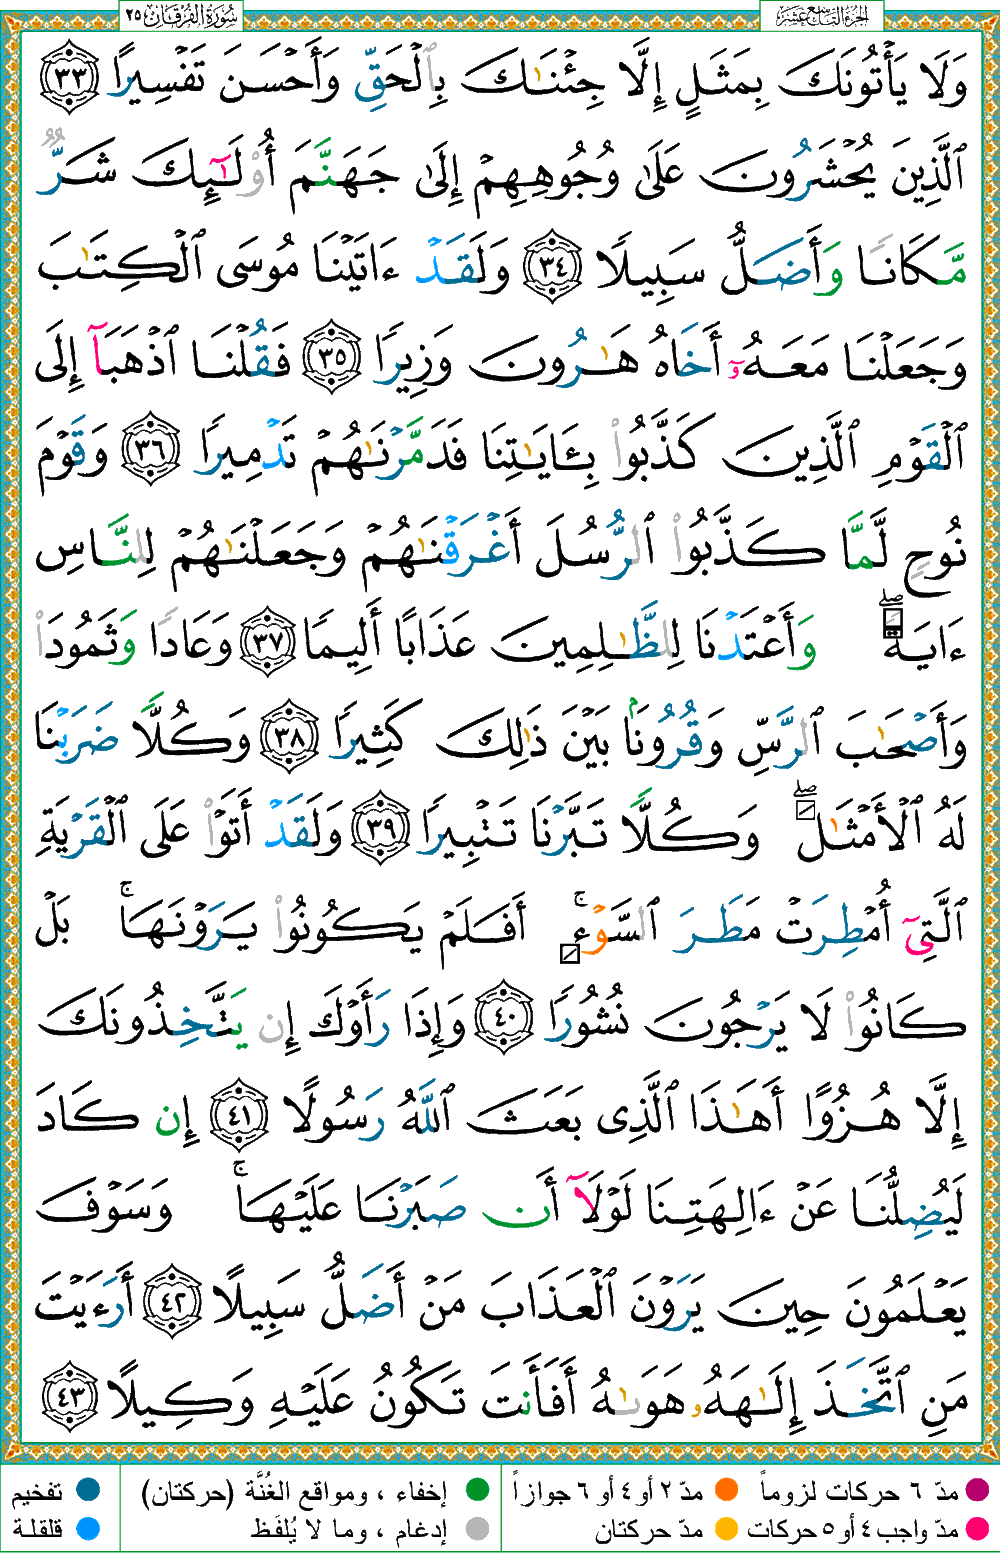 سُورَةُ الفُرْقَان ٢٥
الجزء التاسع عشر
وَلَا يَأۡتُونَكَ بِمَثَلٍ إِلَّا جِئۡنَٰكَ بِٱلۡحَقِّ وَأَحۡسَنَ تَفۡسِيرًا ٣٣
ٱلَّذِينَ يُحۡشَرُونَ عَلَىٰ وُجُوهِهِمۡ إِلَىٰ جَهَنَّمَ أُوْلَٰٓئِكَ شَرّٞ
مَّكَانٗا وَأَضَلُّ سَبِيلٗا ٣٤ وَلَقَدۡ ءَاتَيۡنَا مُوسَى ٱلۡكِتَٰبَ
وَجَعَلۡنَا مَعَهُۥٓ أَخَاهُ هَٰرُونَ وَزِيرٗا ٣٥ فَقُلۡنَا ٱذۡهَبَآ إِلَى
ٱلۡقَوۡمِ ٱلَّذِينَ كَذَّبُواْ بِـَٔايَٰتِنَا فَدَمَّرۡنَٰهُمۡ تَدۡمِيرٗا ٣٦ وَقَوۡمَ
نُوحٖ لَّمَّا كَذَّبُواْ ٱلرُّسُلَ أَغۡرَقۡنَٰهُمۡ وَجَعَلۡنَٰهُمۡ لِلنَّاسِ
ءَايَةٗۖ وَأَعۡتَدۡنَا لِلظَّٰلِمِينَ عَذَابًا أَلِيمٗا ٣٧ وَعَادٗا وَثَمُودَاْ
وَأَصۡحَٰبَ ٱلرَّسِّ وَقُرُونَۢا بَيۡنَ ذَٰلِكَ كَثِيرٗا ٣٨ وَكُلّٗا ضَرَبۡنَا
لَهُ ٱلۡأَمۡثَٰلَۖ وَكُلّٗا تَبَّرۡنَا تَتۡبِيرٗا ٣٩ وَلَقَدۡ أَتَوۡاْ عَلَى ٱلۡقَرۡيَةِ
ٱلَّتِيٓ أُمۡطِرَتۡ مَطَرَ ٱلسَّوۡءِۚ أَفَلَمۡ يَكُونُواْ يَرَوۡنَهَاۚ بَلۡ
كَانُواْ لَا يَرۡجُونَ نُشُورٗا ٤٠ وَإِذَا رَأَوۡكَ إِن يَتَّخِذُونَكَ
إِلَّا هُزُوًا أَهَٰذَا ٱلَّذِي بَعَثَ ٱللَّهُ رَسُولًا ٤١ إِن كَادَ
لَيُضِلُّنَا عَنۡ ءَالِهَتِنَا لَوۡلَآ أَن صَبَرۡنَا عَلَيۡهَاۚ وَسَوۡفَ
يَعۡلَمُونَ حِينَ يَرَوۡنَ ٱلۡعَذَابَ مَنۡ أَضَلُّ سَبِيلًا ٤٢ أَرَءَيۡتَ
مَنِ ٱتَّخَذَ إِلَٰهَهُۥ هَوَىٰهُ أَفَأَنتَ تَكُونُ عَلَيۡهِ وَكِيلًا ٤٣
مدّ ٦ حركات لزوماً مدّ ٢ أو ٤ أو ٦ جوازاً إخفاء ، ومواقع الغُنَّة (حركتان) تفخيم
مدّ واجب ٤ أو ٥ حركات مدّ حركتان إدغام ، وما لا يُلفَظ قلقلة